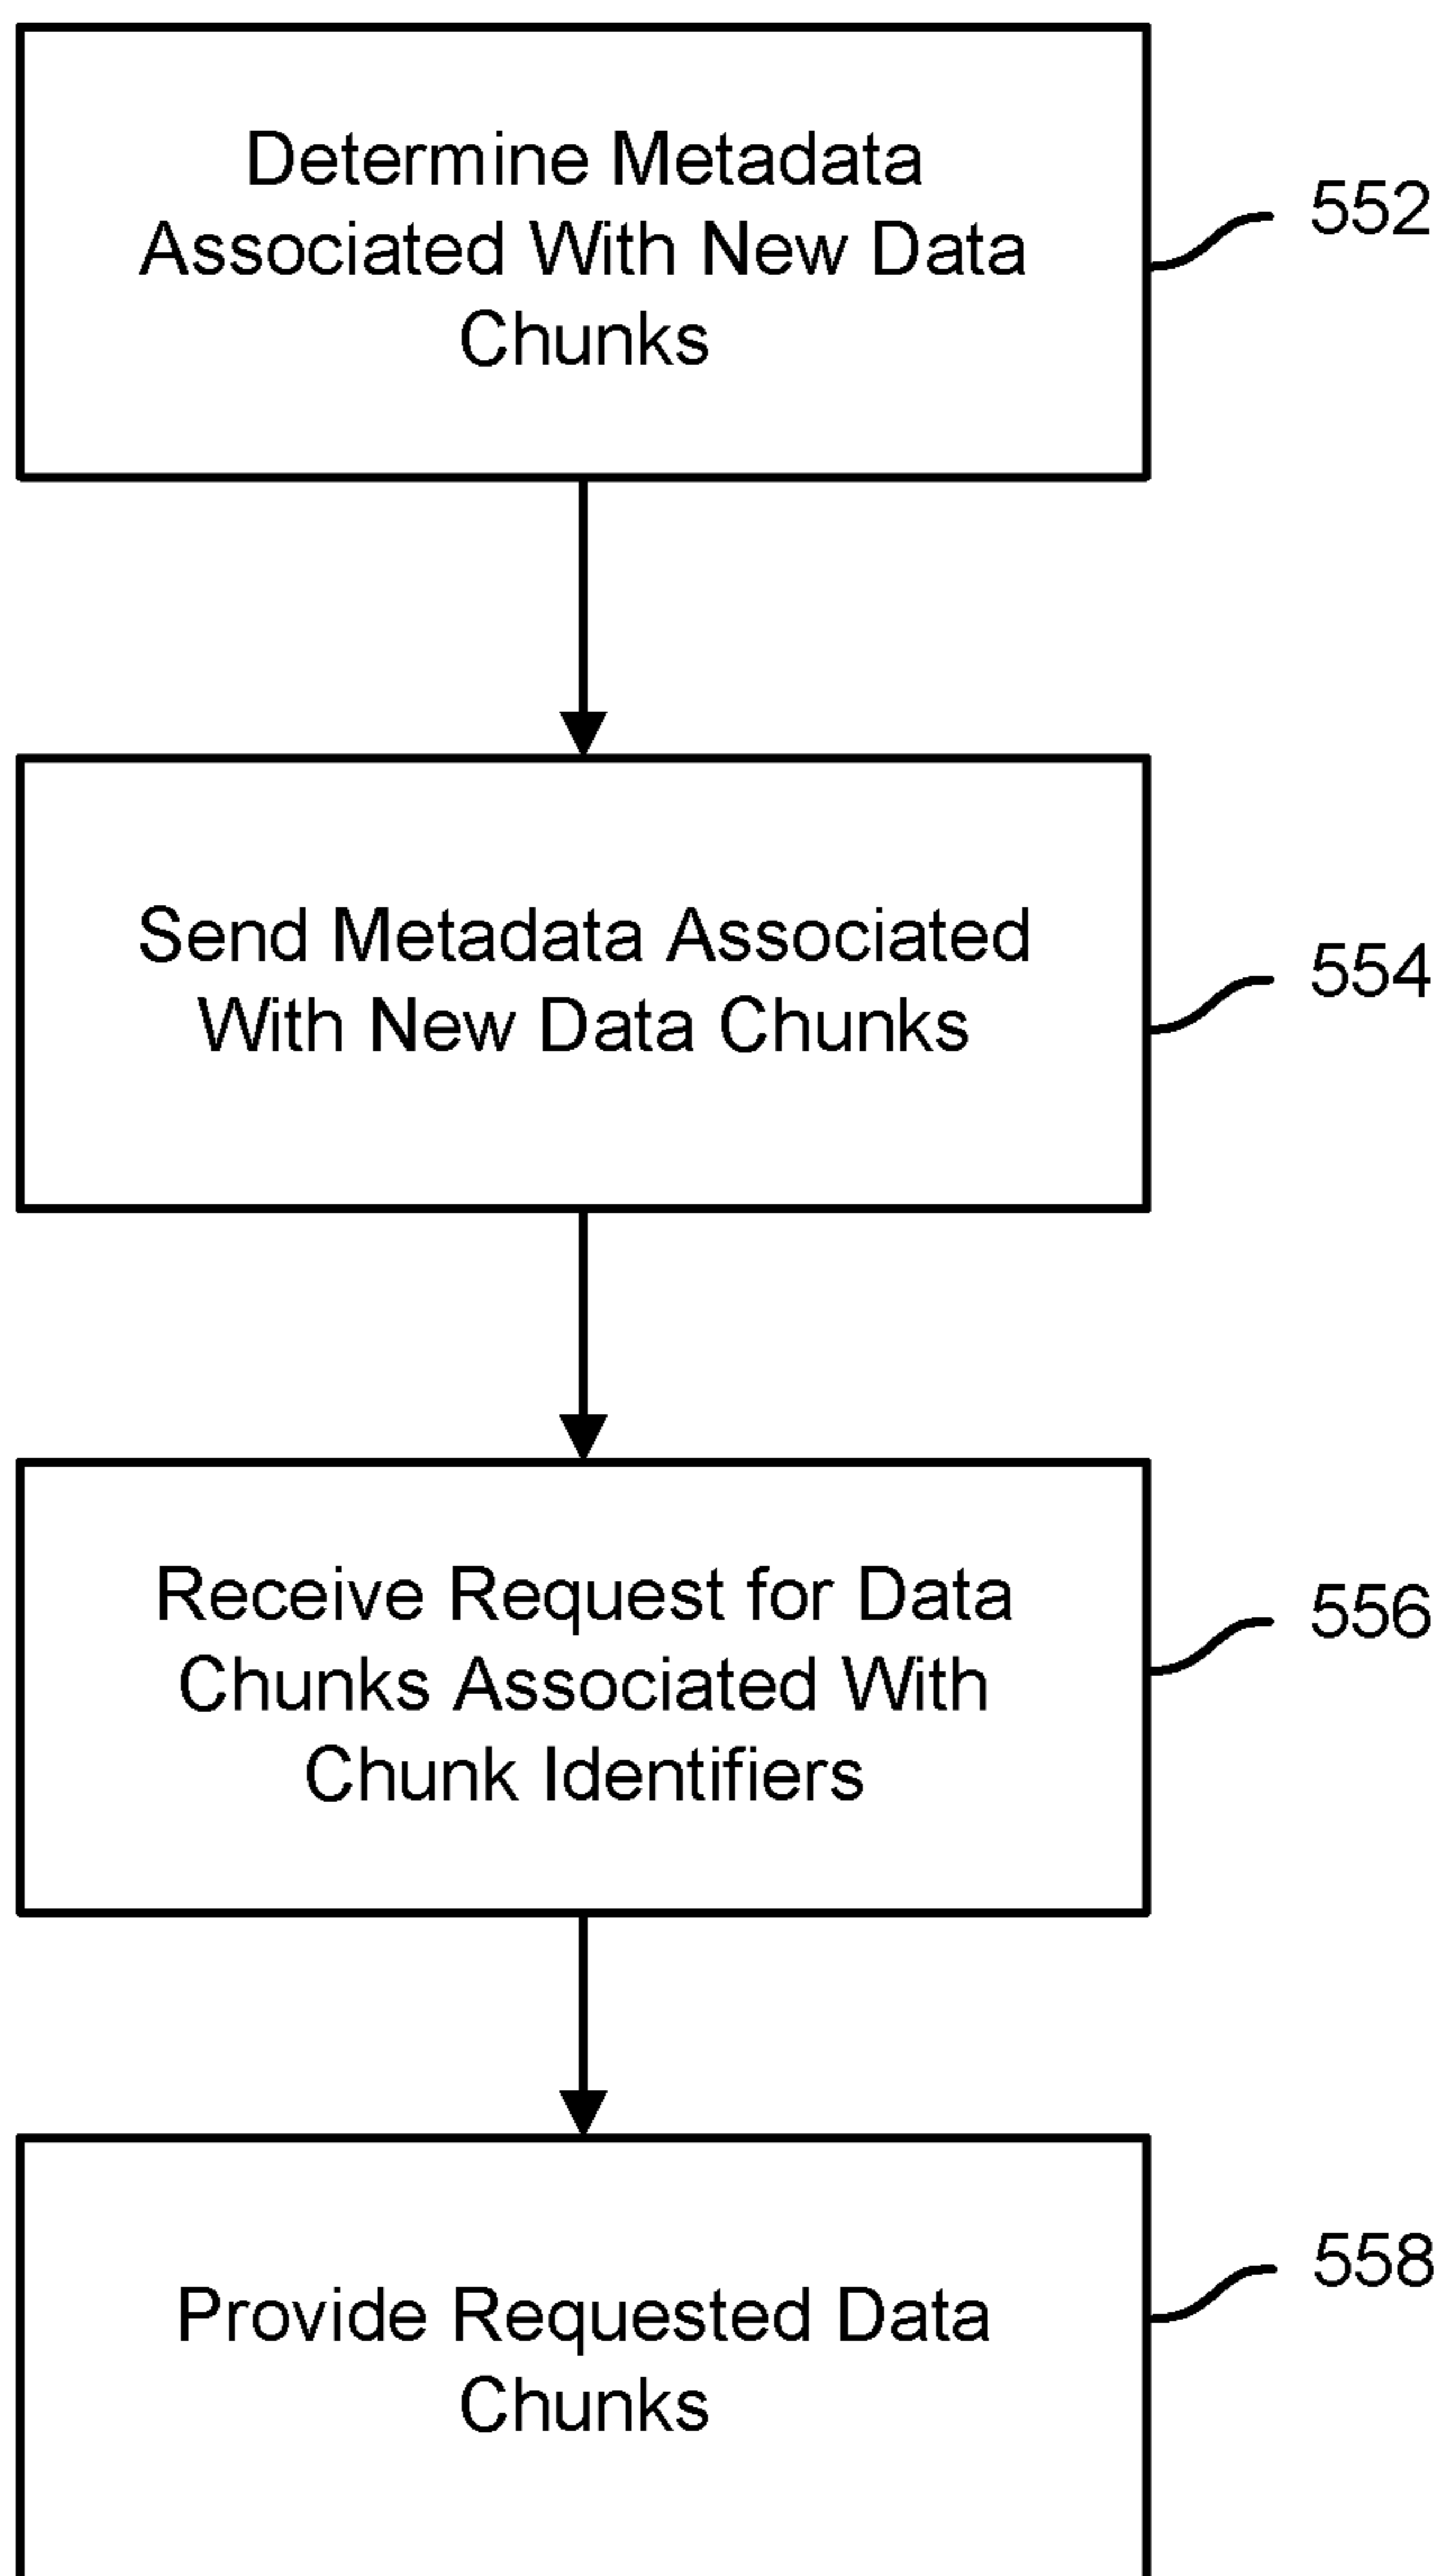 Determine Metadata
Associated With New Data
Chunks
552
Send Metadata Associated
With New Data Chunks
554
Receive Request for Data
Chunks Associated With
Chunk Identifiers
556
Provide Requested Data
Chunks
558